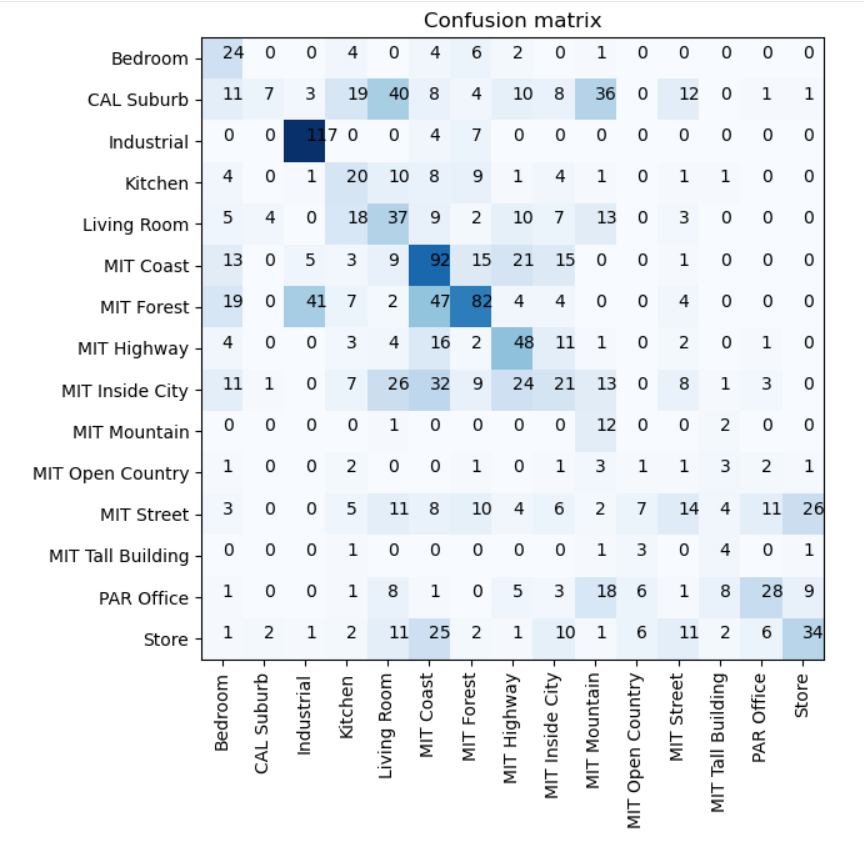 Confusion matrix
Bedroom 24 0 0 4 0 4 6 2 0 1 0 0 0 0 0
CAL Suburb 11 7 3 19 40 8 4 10 8 36 0 12 0 1 1
Industrial 0 0 117 0 0 4 7 0 0 0 0 0 0 0 0
Kitchen 4 0 1 20 10 8 9 1 4 1 0 1 1 0 0
Living Room 5 4 0 18 37 9 2 10 7 13 0 3 0 0 0
MIT Coast 13 0 5 3 9 92 15 21 15 0 0 1 0 0 0
MIT Forest 19 0 41 7 2 47 82 4 4 0 0 4 0 0 0
MIT Highway 4 0 0 3 4 16 2 48 11 1 0 2 0 1 0
MIT Inside City 11 1 0 7 26 32 9 24 21 13 0 8 1 3 0
MIT Mountain 0 0 0 0 1 0 0 0 0 12 0 0 2 0 0
MIT Open Country 1 0 0 2 0 0 1 0 1 3 1 1 3 2 1
MIT Street 3 0 0 5 11 8 10 4 6 2 7 14 4 11 26
MIT Tall Building 0 0 0 1 0 0 0 0 0 1 3 0 4 0 1
PAR Office 1 0 0 1 8 1 0 5 3 18 6 1 8 28 9
Store 1 2 1 2 11 25 2 1 10 1 6 11 2 6 34
Bedroom
CAL Suburb
Industrial
Kitchen
Living Room
MIT Coast
MIT Forest
MIT Highway
MIT Inside City
MIT Mountain
MIT Open Country
MIT Street
MIT Tall Building
PAR Office
Store